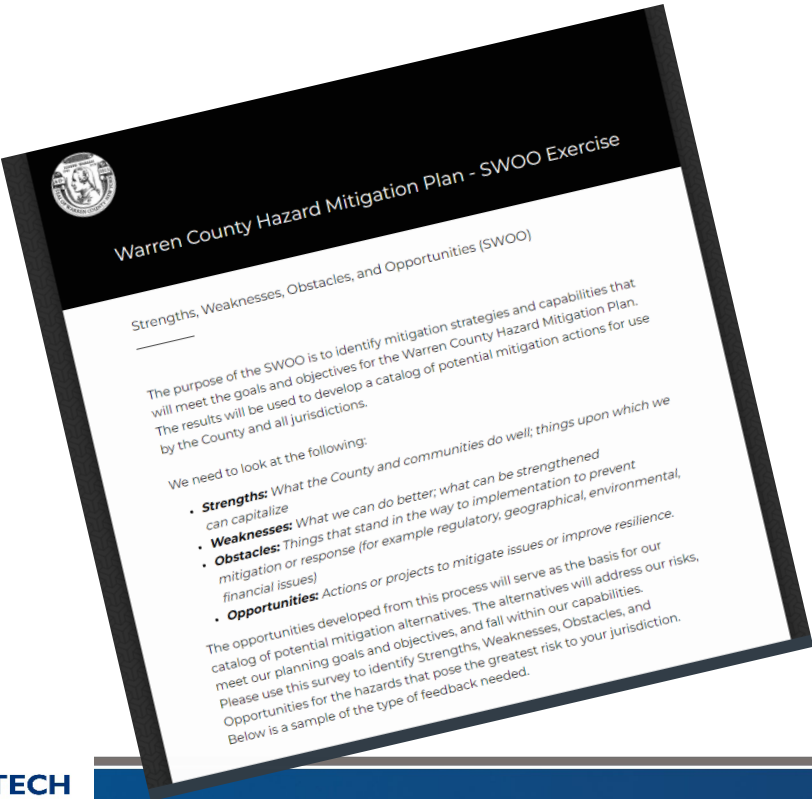 Warren County Hazard Mitigation Plan - SWOO Exercise
Strengths, Weaknesses, Obstacles, and Opportunities (SWOO)
The purpose of the SWOO is to identify mitigation strategies and capabilities that
will meet the goals and objectives for the Warren County Hazard Mitigation Plan.
The results will be used to develop a catalog of potential mitigation actions for use
by the County and all jurisdictions.
We need to look at the following:
• Strengths: What the County and communities do well; things upon which we
can capitalize
• Weaknesses: What we can do better; what can be strengthened
• Obstacles: Things that stand in the way to implementation to prevent
mitigation or response (for example regulatory, geographical, environmental,
financial issues)
• Opportunities: Actions or projects to mitigate issues or improve resilience.
The opportunities developed from this process will serve as the basis for our
catalog of potential mitigation alternatives. The alternatives will address our risks,
meet our planning goals and objectives, and fall within our capabilities.
Please use this survey to identify Strengths, Weaknesses, Obstacles, and
Opportunities for the hazards that pose the greatest risk to your jurisdiction.
Below is a sample of the type of feedback needed.
TECH